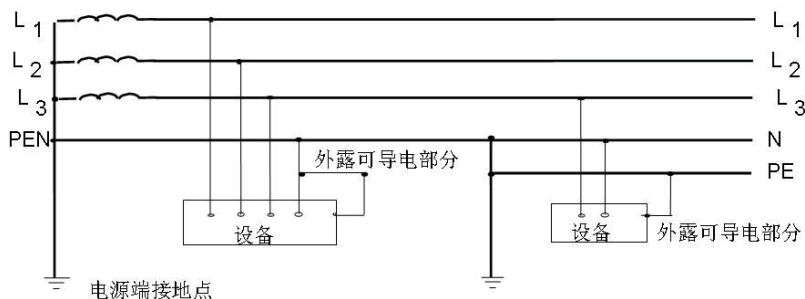 L1 L1
L2 L2
L3 L3
PEN N
外露可导电部分 PE
设备 设备 外露可导电部分
电源端接地点